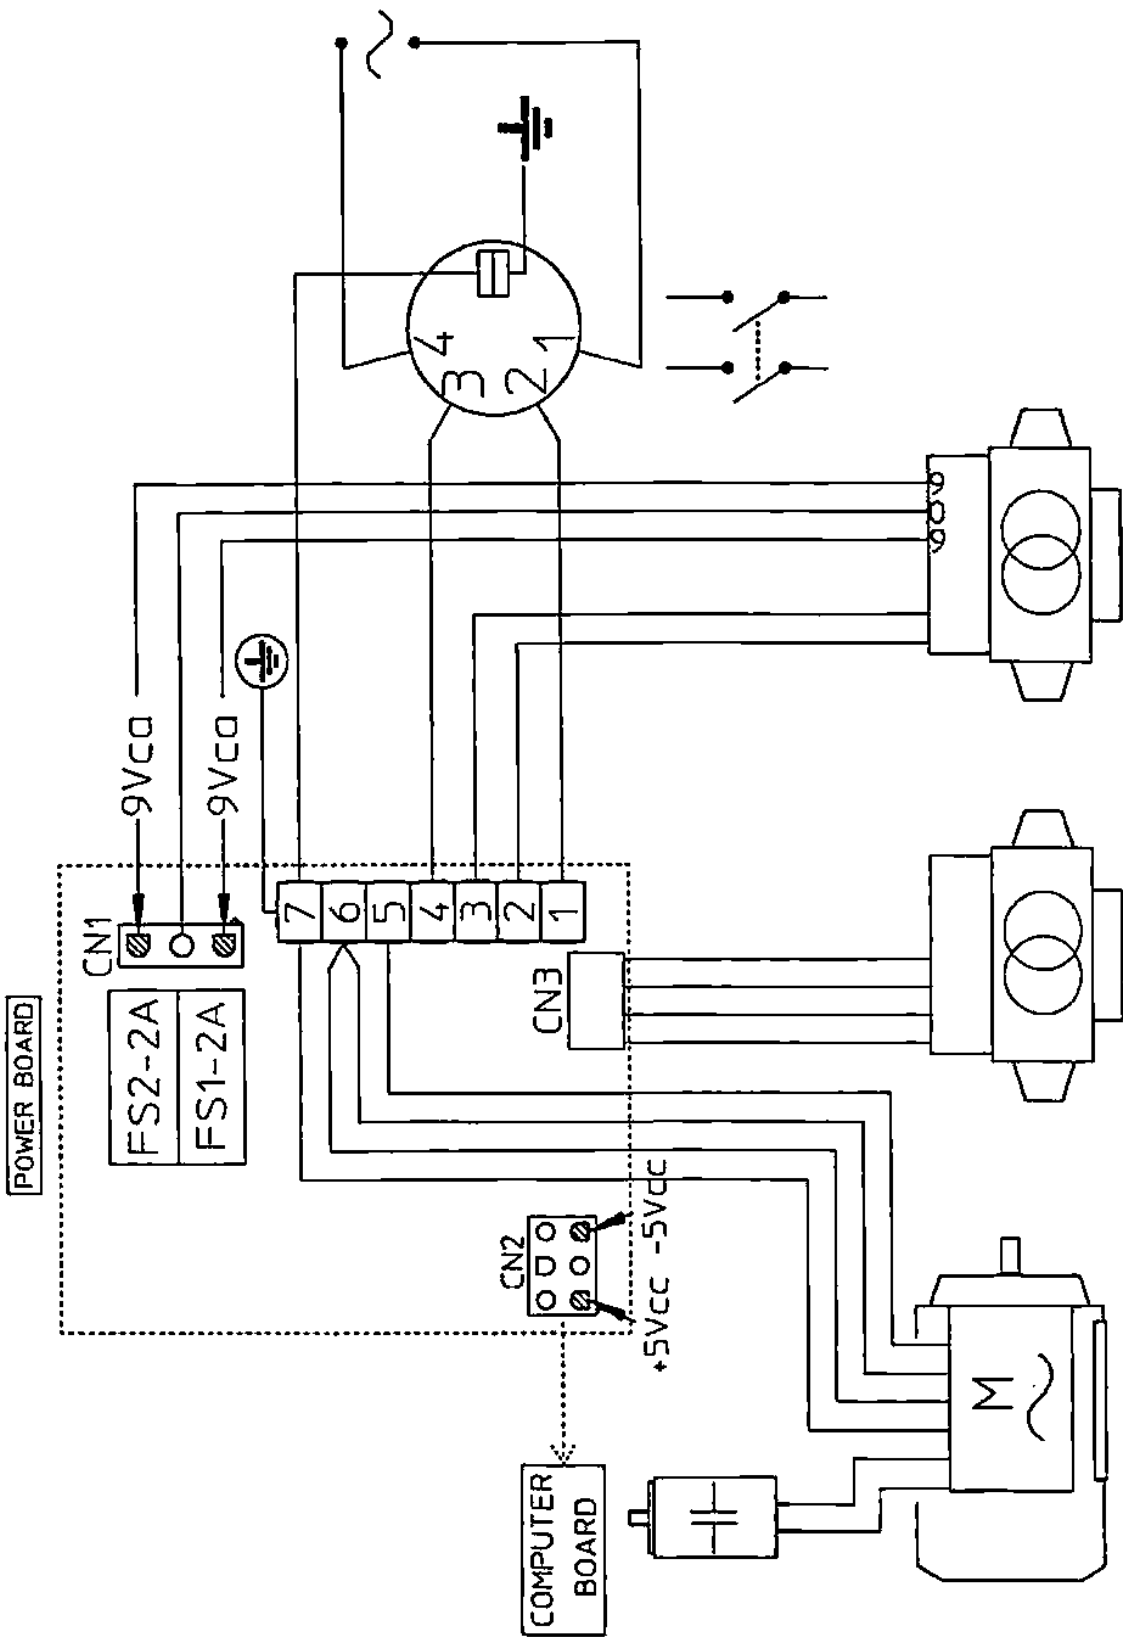 POWER BOARD
FS2-2A
FS1-2A
CN1
9Vca
9Vca
7
6
5
4
3
2
1
4
3
2
1
CN3
CN2
+5Vcc
-5Vcc
COMPUTER
BOARD
M